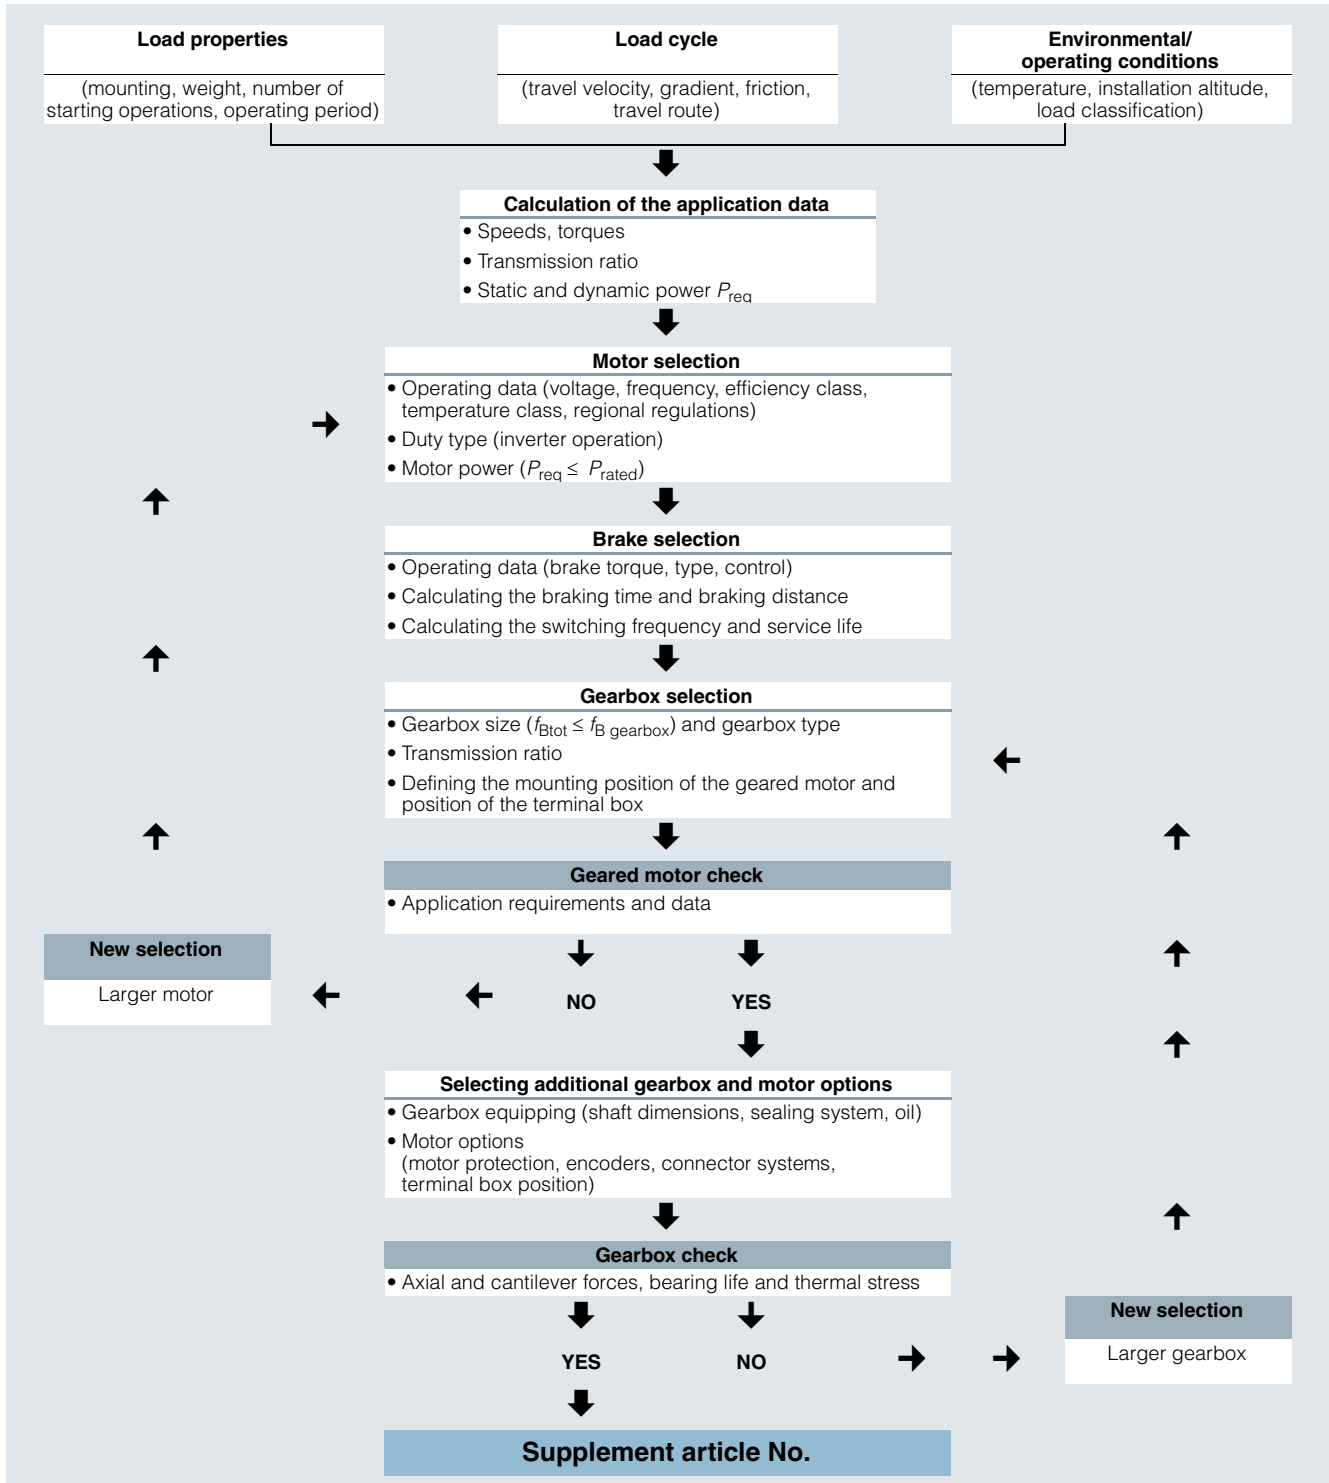 Load properties
(mounting, weight, number of
starting operations, operating period)
Load cycle
(travel velocity, gradient, friction,
travel route)
Environmental/
operating conditions
(temperature, installation altitude,
load classification)
Calculation of the application data
• Speeds, torques
• Transmission ratio
• Static and dynamic power Preq
Motor selection
• Operating data (voltage, frequency, efficiency class,
temperature class, regional regulations)
• Duty type (inverter operation)
• Motor power (Preq ≤ Prated)
Brake selection
• Operating data (brake torque, type, control)
• Calculating the braking time and braking distance
• Calculating the switching frequency and service life
Gearbox selection
• Gearbox size (fBtot ≤ fB gearbox) and gearbox type
• Transmission ratio
• Defining the mounting position of the geared motor and
position of the terminal box
Geared motor check
• Application requirements and data
New selection
Larger motor
NO
YES
Selecting additional gearbox and motor options
• Gearbox equipping (shaft dimensions, sealing system, oil)
• Motor options
(motor protection, encoders, connector systems,
terminal box position)
Gearbox check
• Axial and cantilever forces, bearing life and thermal stress
YES
NO
New selection
Larger gearbox
Supplement article No.